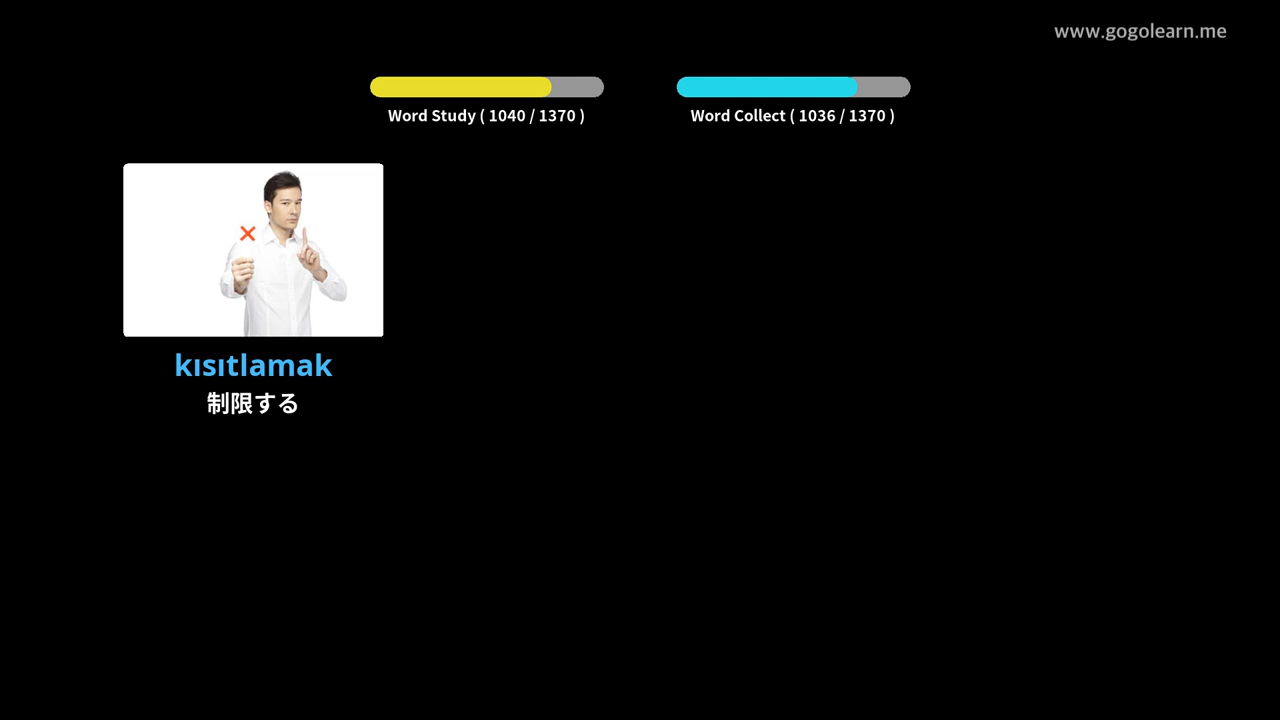 www.gogolearn.me
Word Study ( 1040 / 1370 )
Word Collect ( 1036 / 1370 )
kısıtlamak
制限する